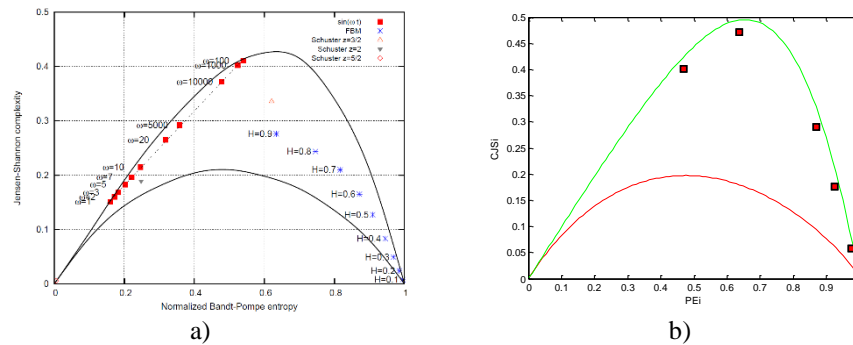 sin(ω t)
FBM
Schuster z=3/2
Schuster z=2
Schuster z=5/2
0.5
0.4
0.3
0.2
0.1
0
Jensen-Shannon complexity
ω=100
ω=1000
ω=10000
ω=5000
ω=20
ω=10
ω=7
ω=5
ω=3
ω=2
ω=1
H=0.9
H=0.8
H=0.7
H=0.6
H=0.5
H=0.4
H=0.3
H=0.2
H=0.1
0 0.2 0.4 0.6 0.8 1
Normalized Bandt-Pompe entropy
a)
0.5
0.45
0.4
0.35
0.3
0.25
0.2
0.15
0.1
0.05
0
CJSi
0 0.1 0.2 0.3 0.4 0.5 0.6 0.7 0.8 0.9
PEi
b)